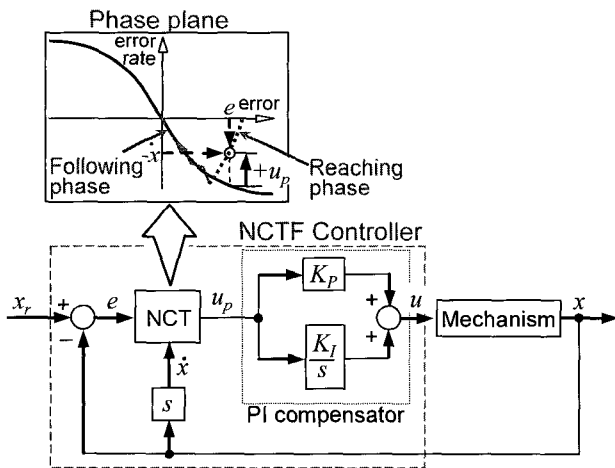 Phase plane
error
rate
e error
-ẋ
Following
phase
+u_p
Reaching
phase
NCTF Controller
x_r
+
−
e
NCT
u_p
K_P
+
+
u
Mechanism
x
K_I
s
ẋ
s
PI compensator